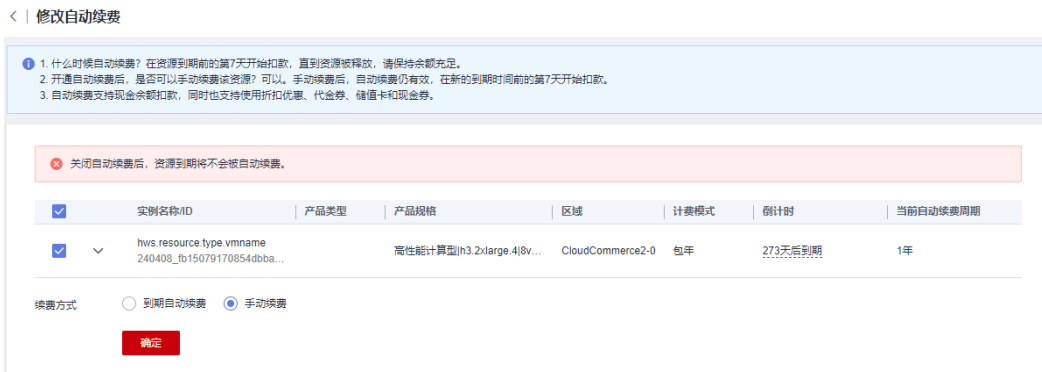 修改自动续费
1. 什么时候自动续费？在资源到期前的第7天开始扣款，直到资源被释放，请保持余额充足。
2. 开通自动续费后，是否可以手动续费该资源？可以。手动续费后，自动续费仍有效，在新的到期时间前的第7天开始扣款。
3. 自动续费支持现金余额扣款，同时也支持使用折扣优惠、代金券、储值卡和现金券。
关闭自动续费后，资源到期将不会被自动续费。
实例名称/ID 产品类型 产品规格 区域 计费模式 倒计时 当前自动续费周期
hws.resource.type.vmname 高性能计算型|h3.2xlarge.4|8v... CloudCommerce2-0 包年 273天后到期 1年
240408_fb15079170854dbba...
续费方式 到期自动续费 手动续费
确定